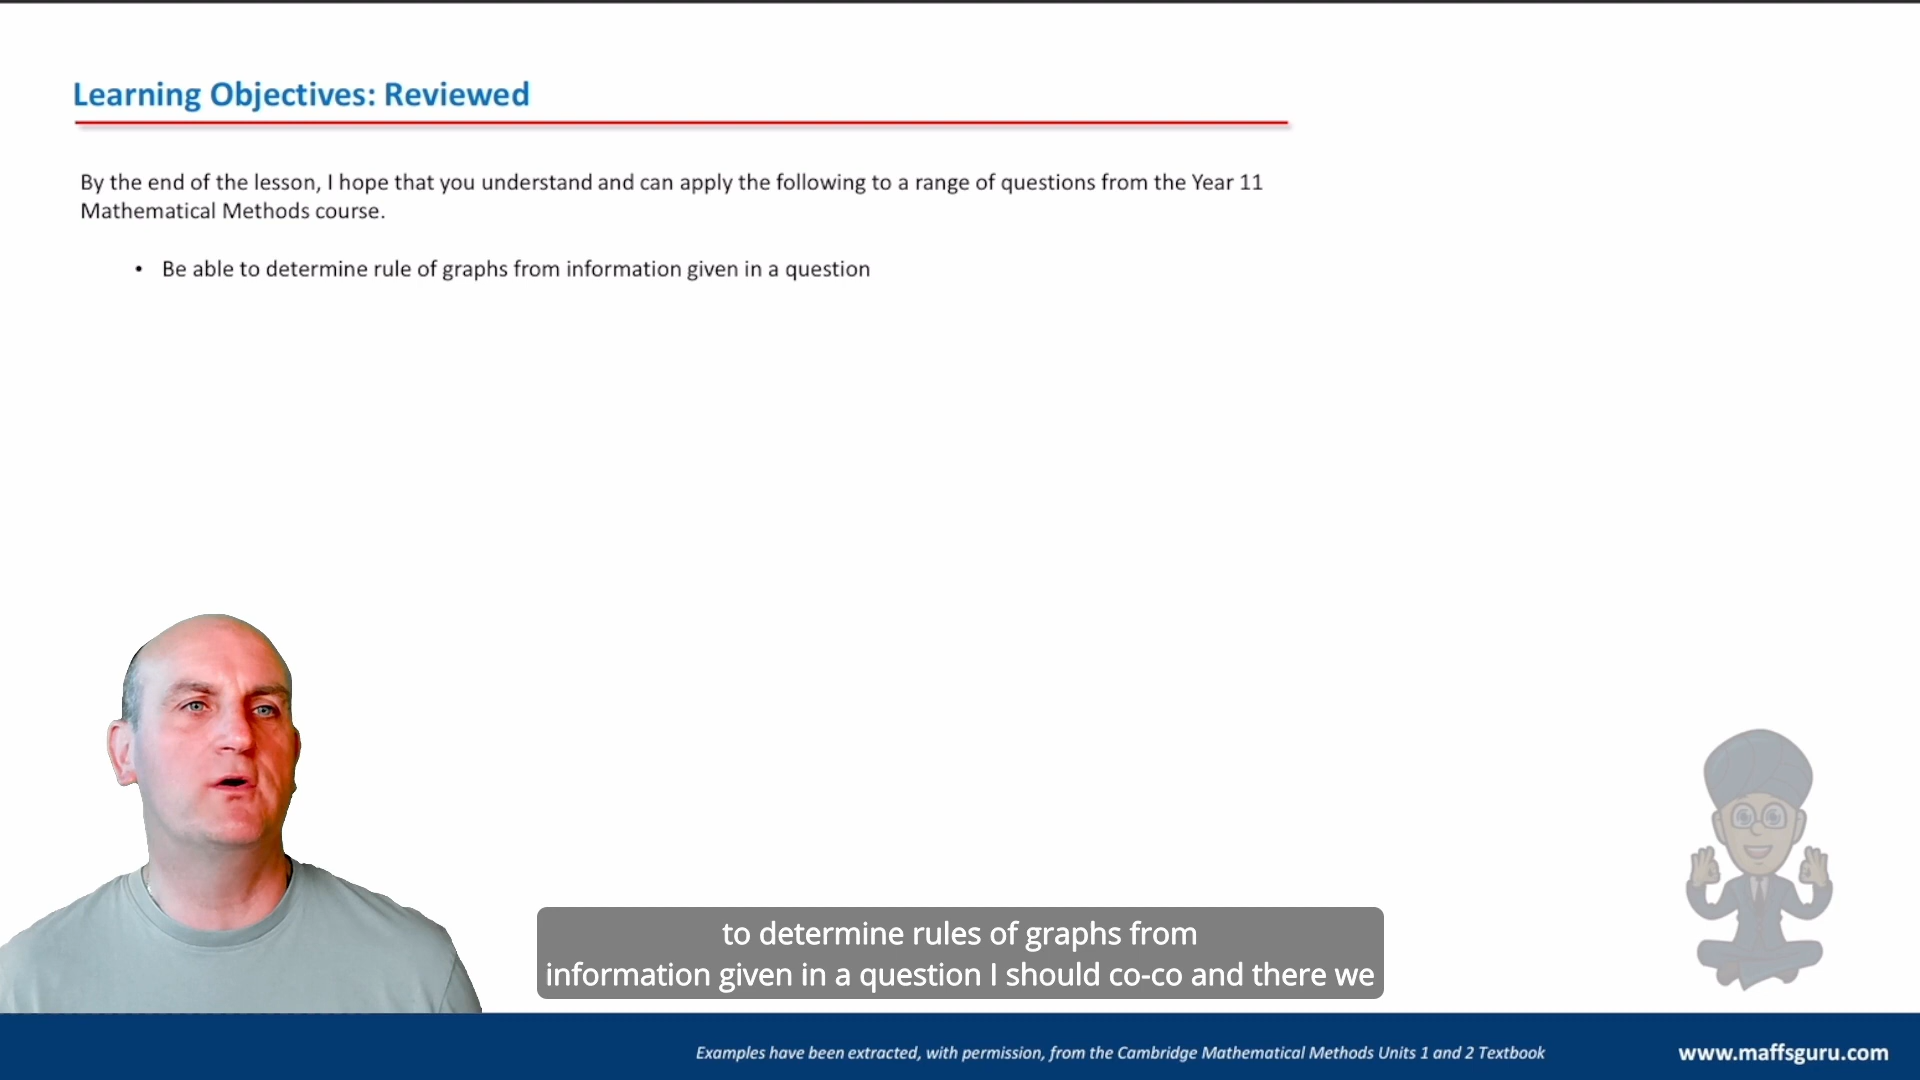 Learning Objectives: Reviewed
By the end of the lesson, I hope that you understand and can apply the following to a range of questions from the Year 11
Mathematical Methods course.
• Be able to determine rule of graphs from information given in a question
to determine rules of graphs from
information given in a question I should co-co and there we
Examples have been extracted, with permission, from the Cambridge Mathematical Methods Units 1 and 2 Textbook
www.maffsguru.com